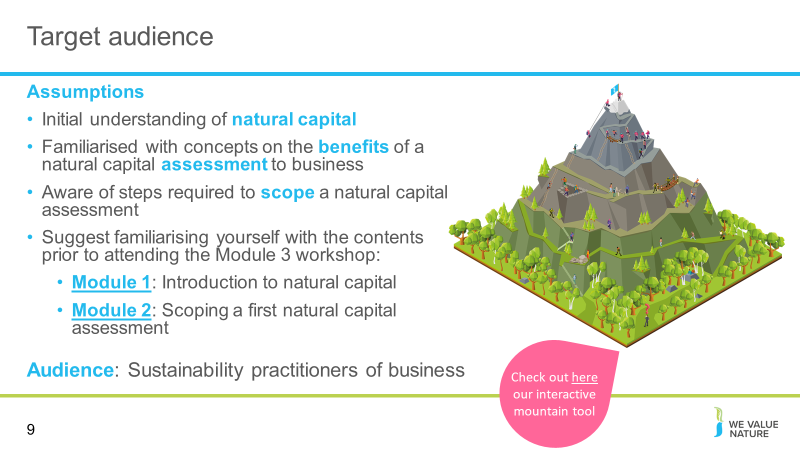 Target audience
Assumptions
• Initial understanding of natural capital
• Familiarised with concepts on the benefits of a
natural capital assessment to business
• Aware of steps required to scope a natural capital
assessment
• Suggest familiarising yourself with the contents
prior to attending the Module 3 workshop:
• Module 1: Introduction to natural capital
• Module 2: Scoping a first natural capital
assessment
Audience: Sustainability practitioners of business
Check out here
our interactive
mountain tool
9
WE VALUE
NATURE